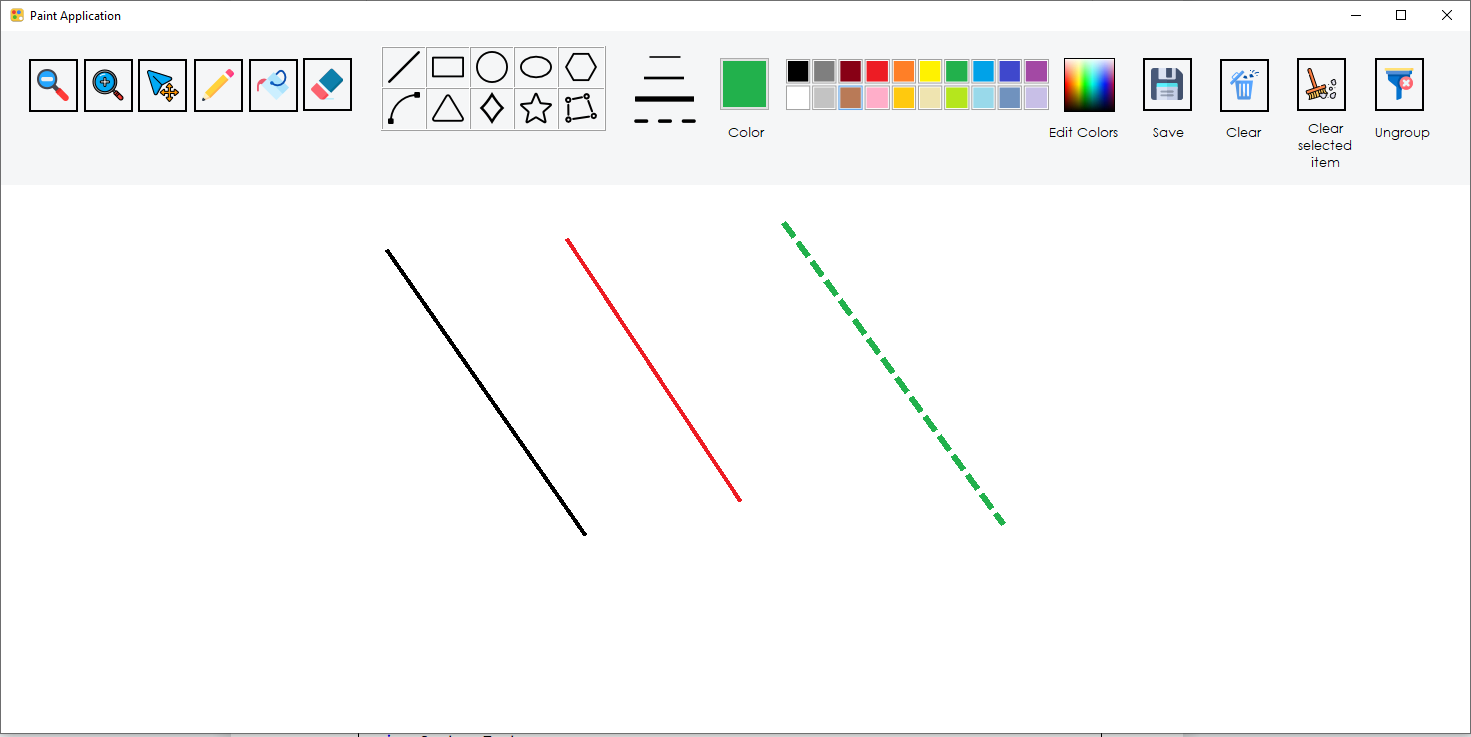 Paint Application
Color
Edit Colors
Save
Clear
Clear
selected
item
Ungroup